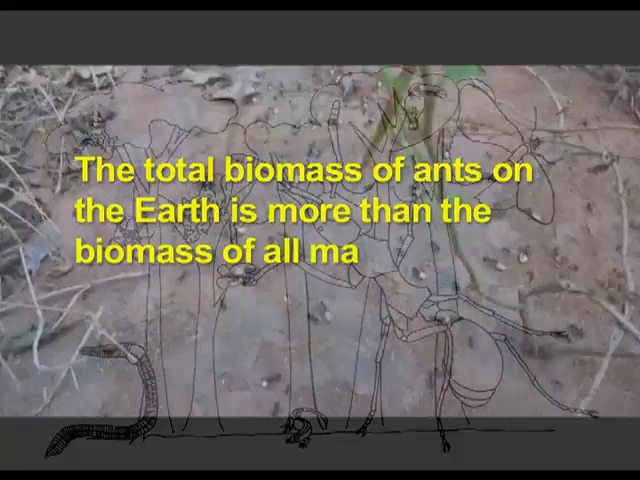 The total biomass of ants on
the Earth is more than the
biomass of all ma